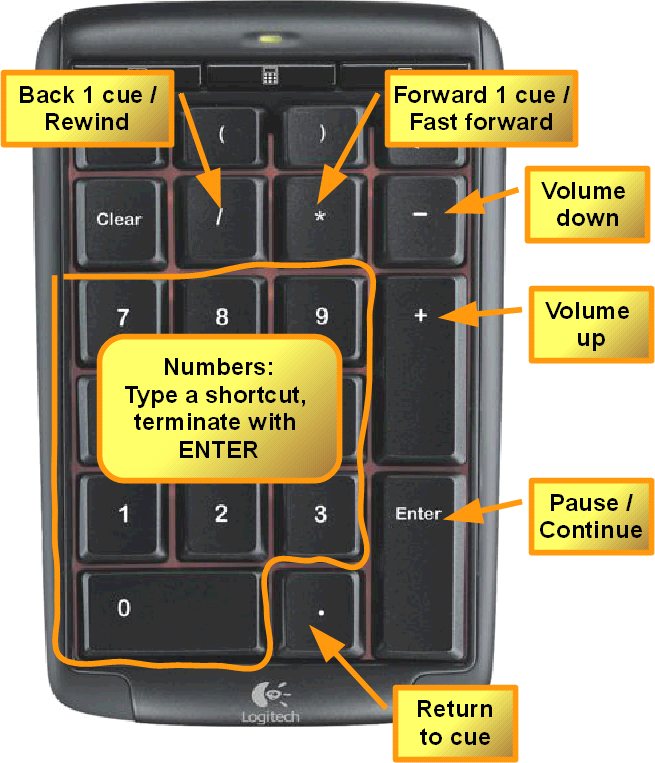 Back 1 cue /
Rewind
Forward 1 cue /
Fast forward
(
)
Clear
/
*
–
Volume
down
7
8
9
+
Volume
up
Numbers:
Type a shortcut,
terminate with
ENTER
1
2
3
Enter
Pause /
Continue
0
.
Logitech
Return
to cue